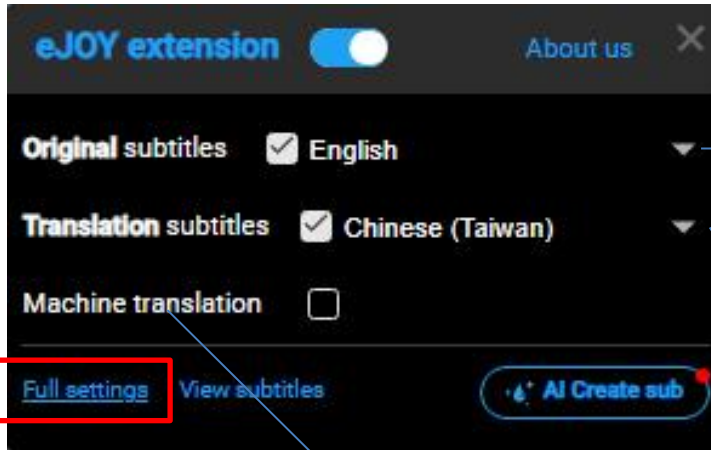 eJOY extension About us
Original subtitles English
Translation subtitles Chinese (Taiwan)
Machine translation
Full settings View subtitles AI Create sub